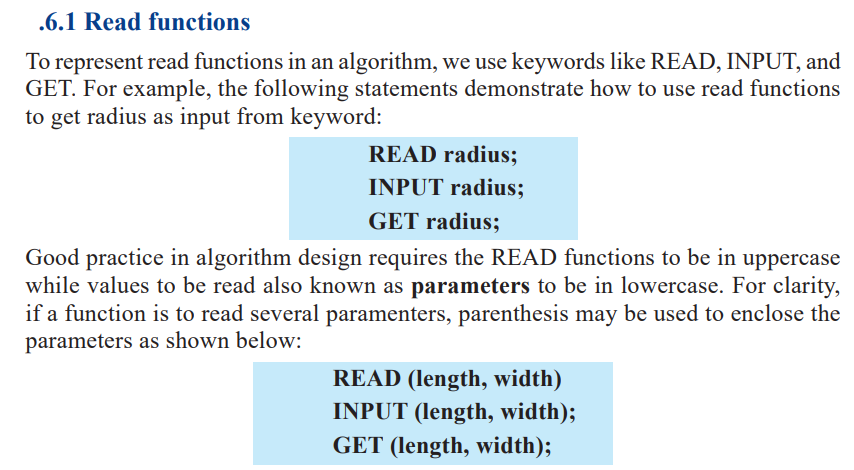 .6.1 Read functions
To represent read functions in an algorithm, we use keywords like READ, INPUT, and
GET. For example, the following statements demonstrate how to use read functions
to get radius as input from keyword:
READ radius;
INPUT radius;
GET radius;
Good practice in algorithm design requires the READ functions to be in uppercase
while values to be read also known as parameters to be in lowercase. For clarity,
if a function is to read several paramenters, parenthesis may be used to enclose the
parameters as shown below:
READ (length, width)
INPUT (length, width);
GET (length, width);